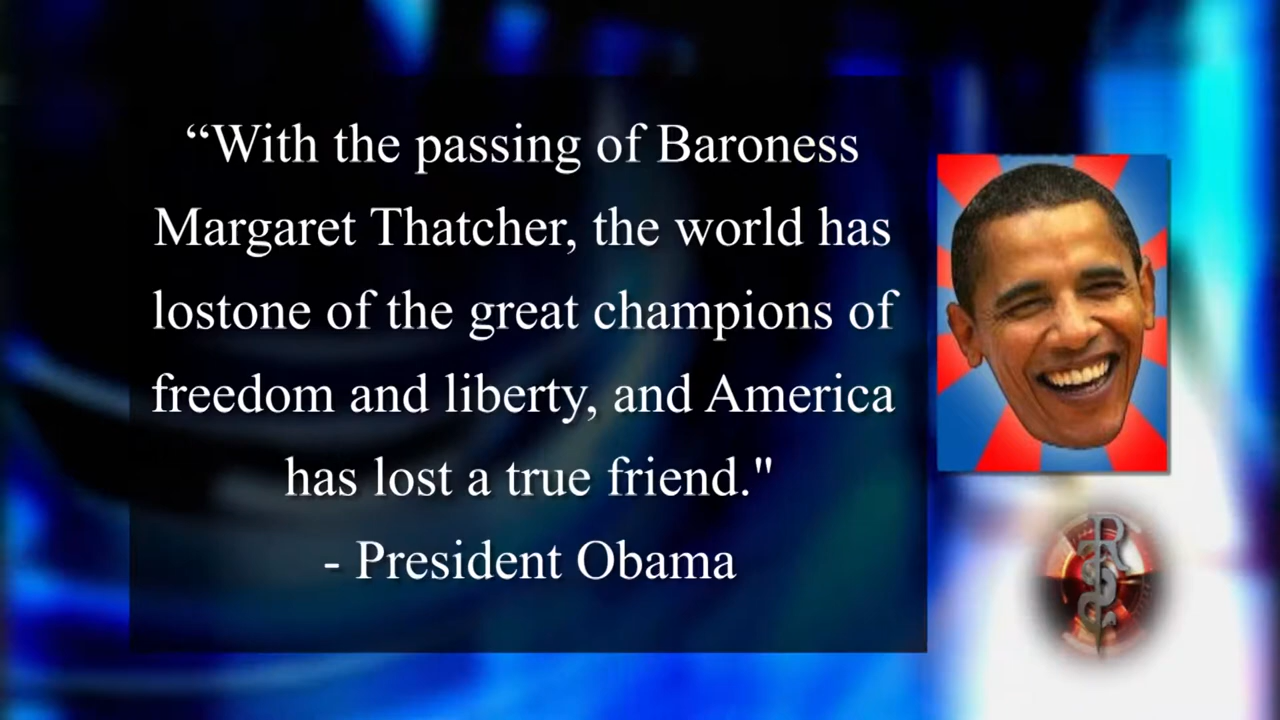 “With the passing of Baroness
Margaret Thatcher, the world has
lostone of the great champions of
freedom and liberty, and America
has lost a true friend."
- President Obama